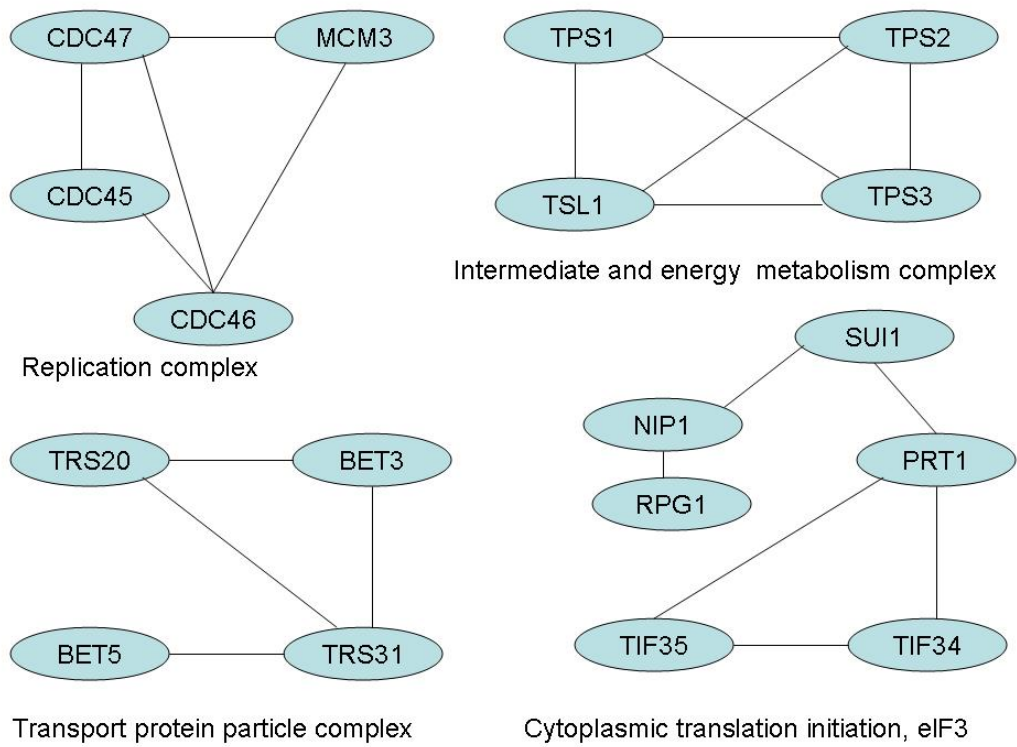 CDC47
MCM3
CDC45
CDC46
Replication complex
TPS1
TPS2
TSL1
TPS3
Intermediate and energy metabolism complex
TRS20
BET3
BET5
TRS31
Transport protein particle complex
SUI1
NIP1
PRT1
RPG1
TIF35
TIF34
Cytoplasmic translation initiation, eIF3